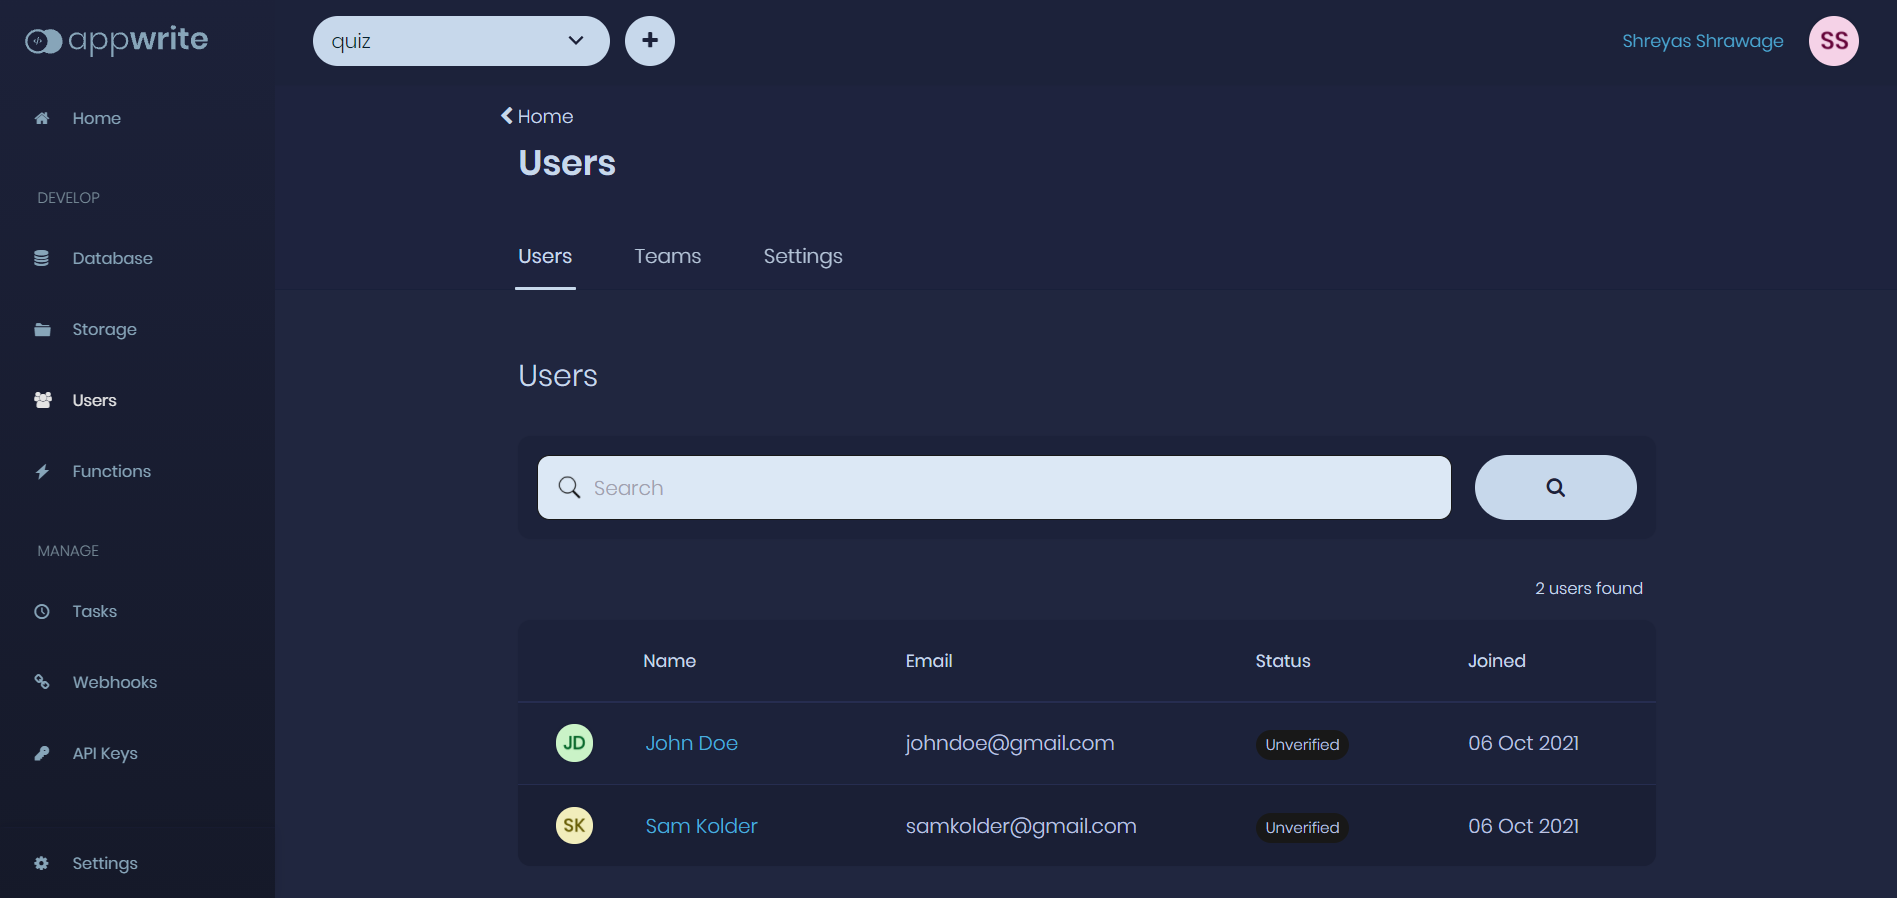 appwrite
quiz
Shreyas Shrawage
SS
Home
DEVELOP
Database
Storage
Users
Functions
MANAGE
Tasks
Webhooks
API Keys
Settings
Home
Users
Users Teams Settings
Users
Search
2 users found
Name Email Status Joined
JD John Doe johndoe@gmail.com Unverified 06 Oct 2021
SK Sam Kolder samkolder@gmail.com Unverified 06 Oct 2021